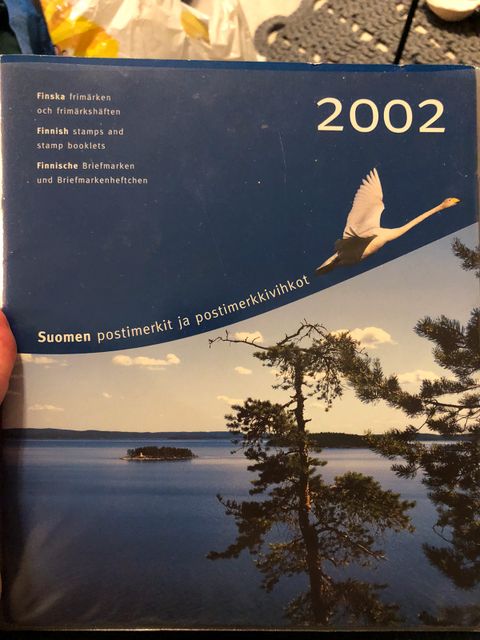 Finska frimärken
och frimärkshäften
Finnish stamps and
stamp booklets
Finnische Briefmarken
und Briefmarkenheftchen
2002
Suomen postimerkit ja postimerkkivihkot